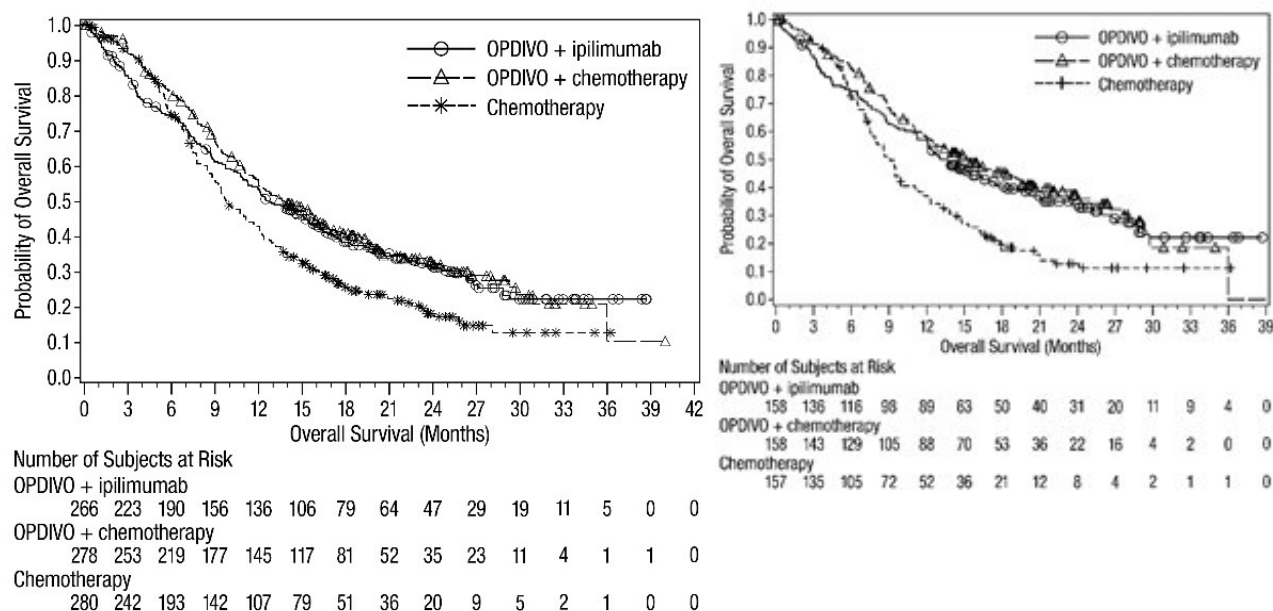 Probability of Overall Survival
1.0
0.9
0.8
0.7
0.6
0.5
0.4
0.3
0.2
0.1
0.0
OPDIVO + ipilimumab
OPDIVO + chemotherapy
Chemotherapy
0 3 6 9 12 15 18 21 24 27 30 33 36 39 42
Overall Survival (Months)
Number of Subjects at Risk
OPDIVO + ipilimumab
266 223 190 156 136 106 79 64 47 29 19 11 5 0 0
OPDIVO + chemotherapy
278 253 219 177 145 117 81 52 35 23 11 4 1 1 0
Chemotherapy
280 242 193 142 107 79 51 36 20 9 5 2 1 0 0
Probability of Overall Survival
1.0
0.9
0.8
0.7
0.6
0.5
0.4
0.3
0.2
0.1
0.0
OPDIVO + ipilimumab
OPDIVO + chemotherapy
Chemotherapy
0 3 6 9 12 15 18 21 24 27 30 33 36 39
Overall Survival (Months)
Number of Subjects at Risk
OPDIVO + ipilimumab
158 136 116 98 89 63 50 40 31 20 11 9 4 0
OPDIVO + chemotherapy
158 143 129 105 88 70 53 36 22 16 4 2 0 0
Chemotherapy
157 135 105 72 52 36 21 12 8 4 2 1 1 0